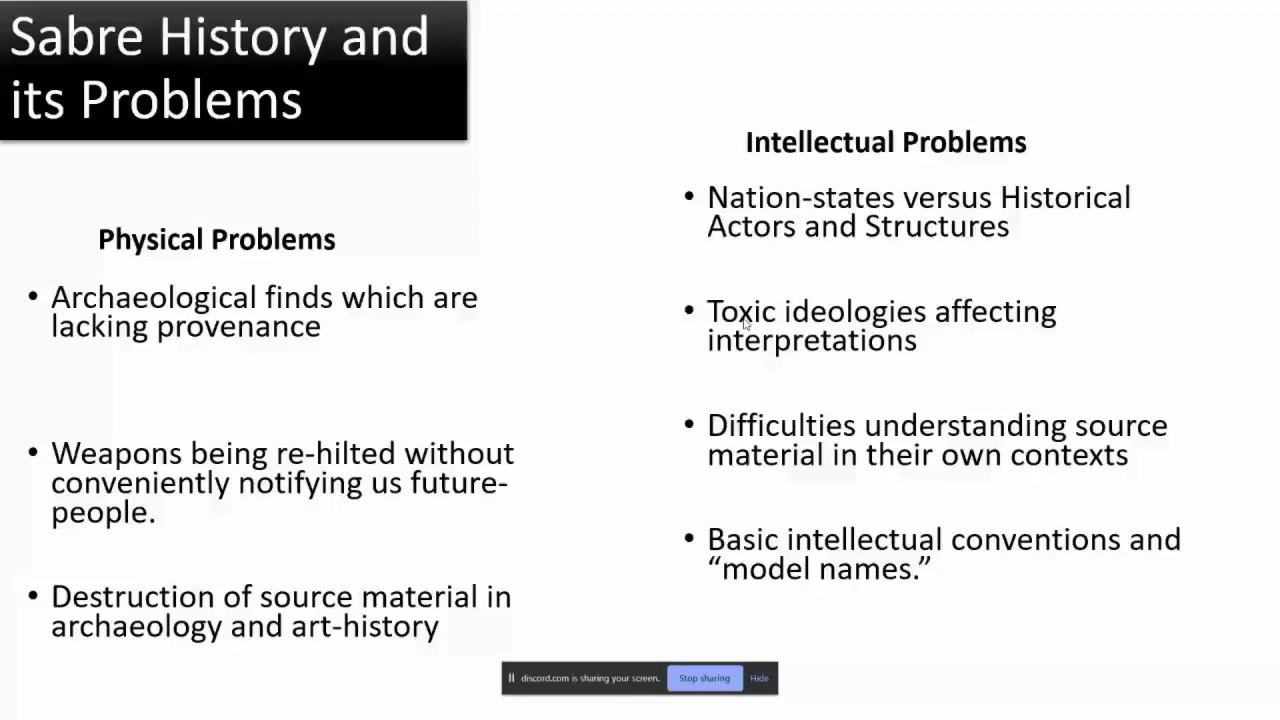 Sabre History and
its Problems
Physical Problems
• Archaeological finds which are
lacking provenance
• Weapons being re-hilted without
conveniently notifying us future-
people.
• Destruction of source material in
archaeology and art-history
Intellectual Problems
• Nation-states versus Historical
Actors and Structures
• Toxic ideologies affecting
interpretations
• Difficulties understanding source
material in their own contexts
• Basic intellectual conventions and
“model names.”
discord.com is sharing your screen. Stop sharing Hide